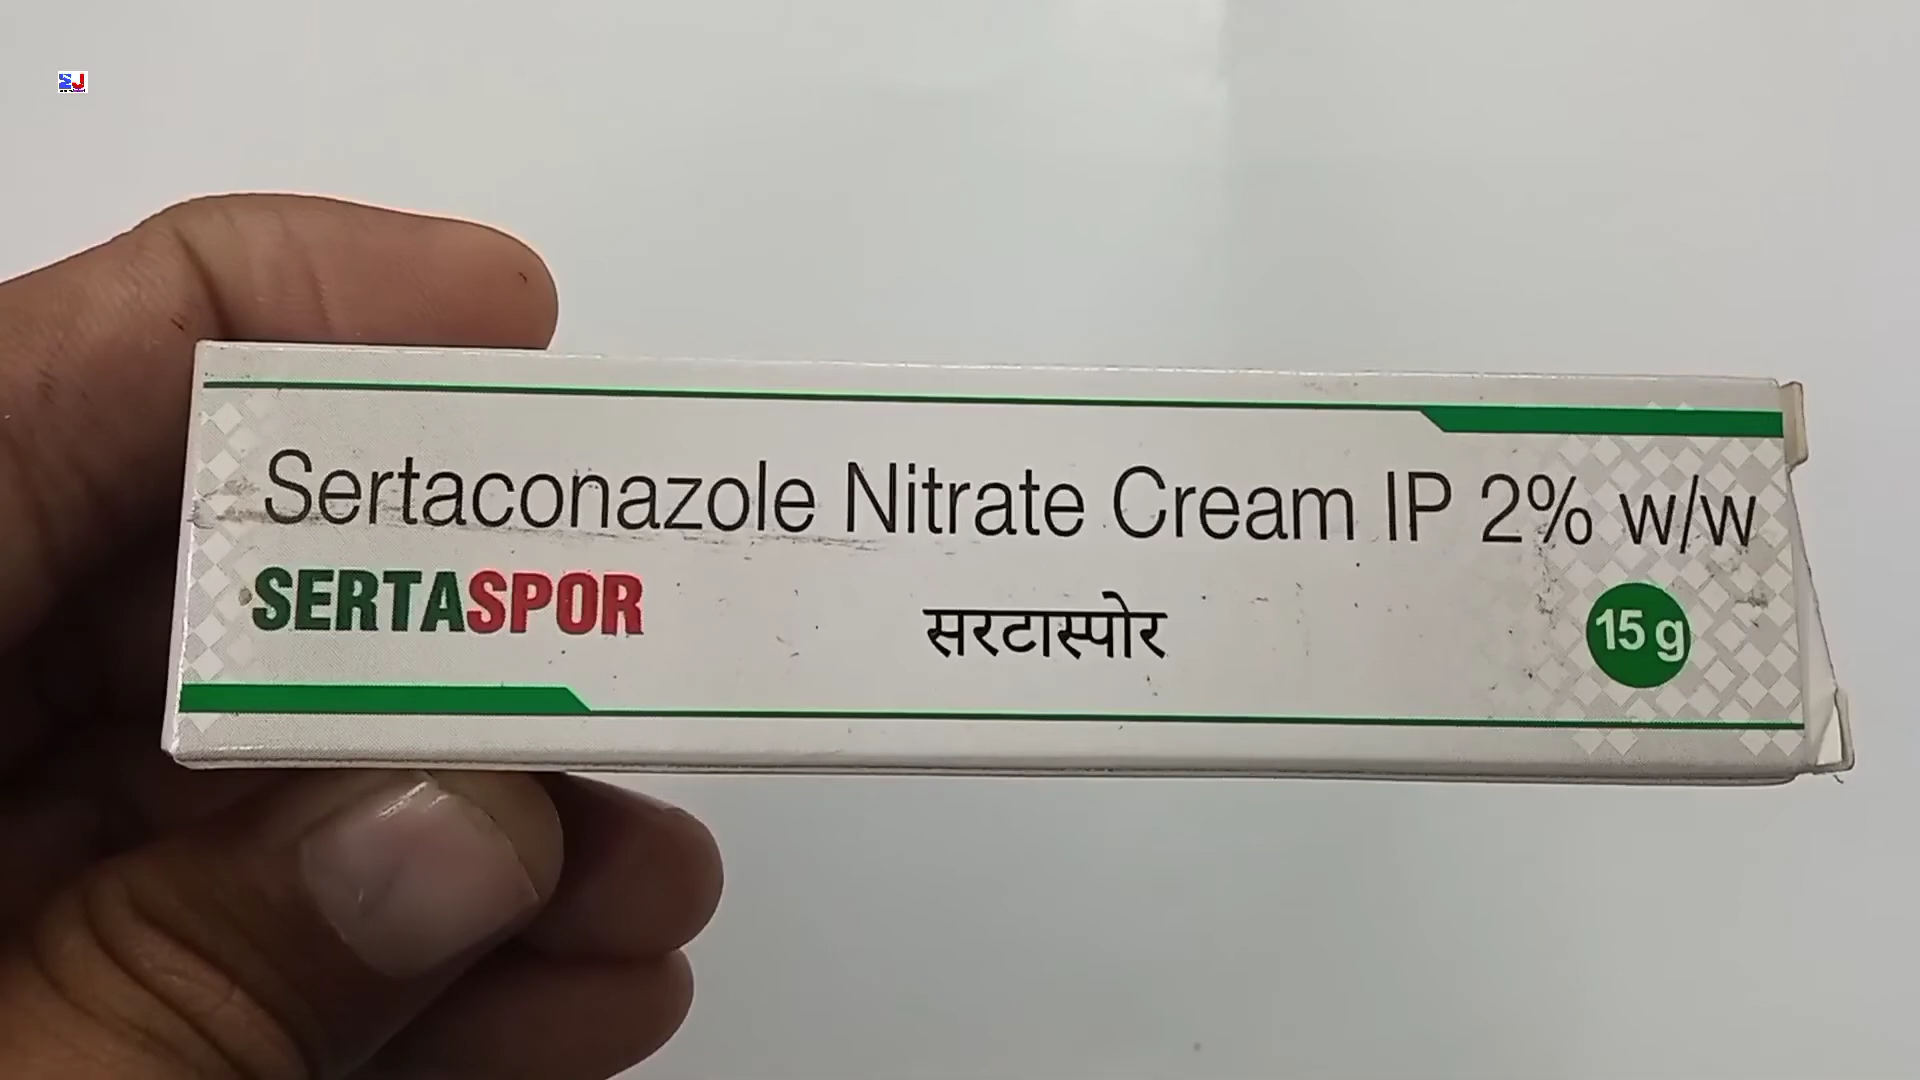 Sertaconazole Nitrate Cream IP 2% w/w
SERTASPOR
सरटास्पोर
15 g